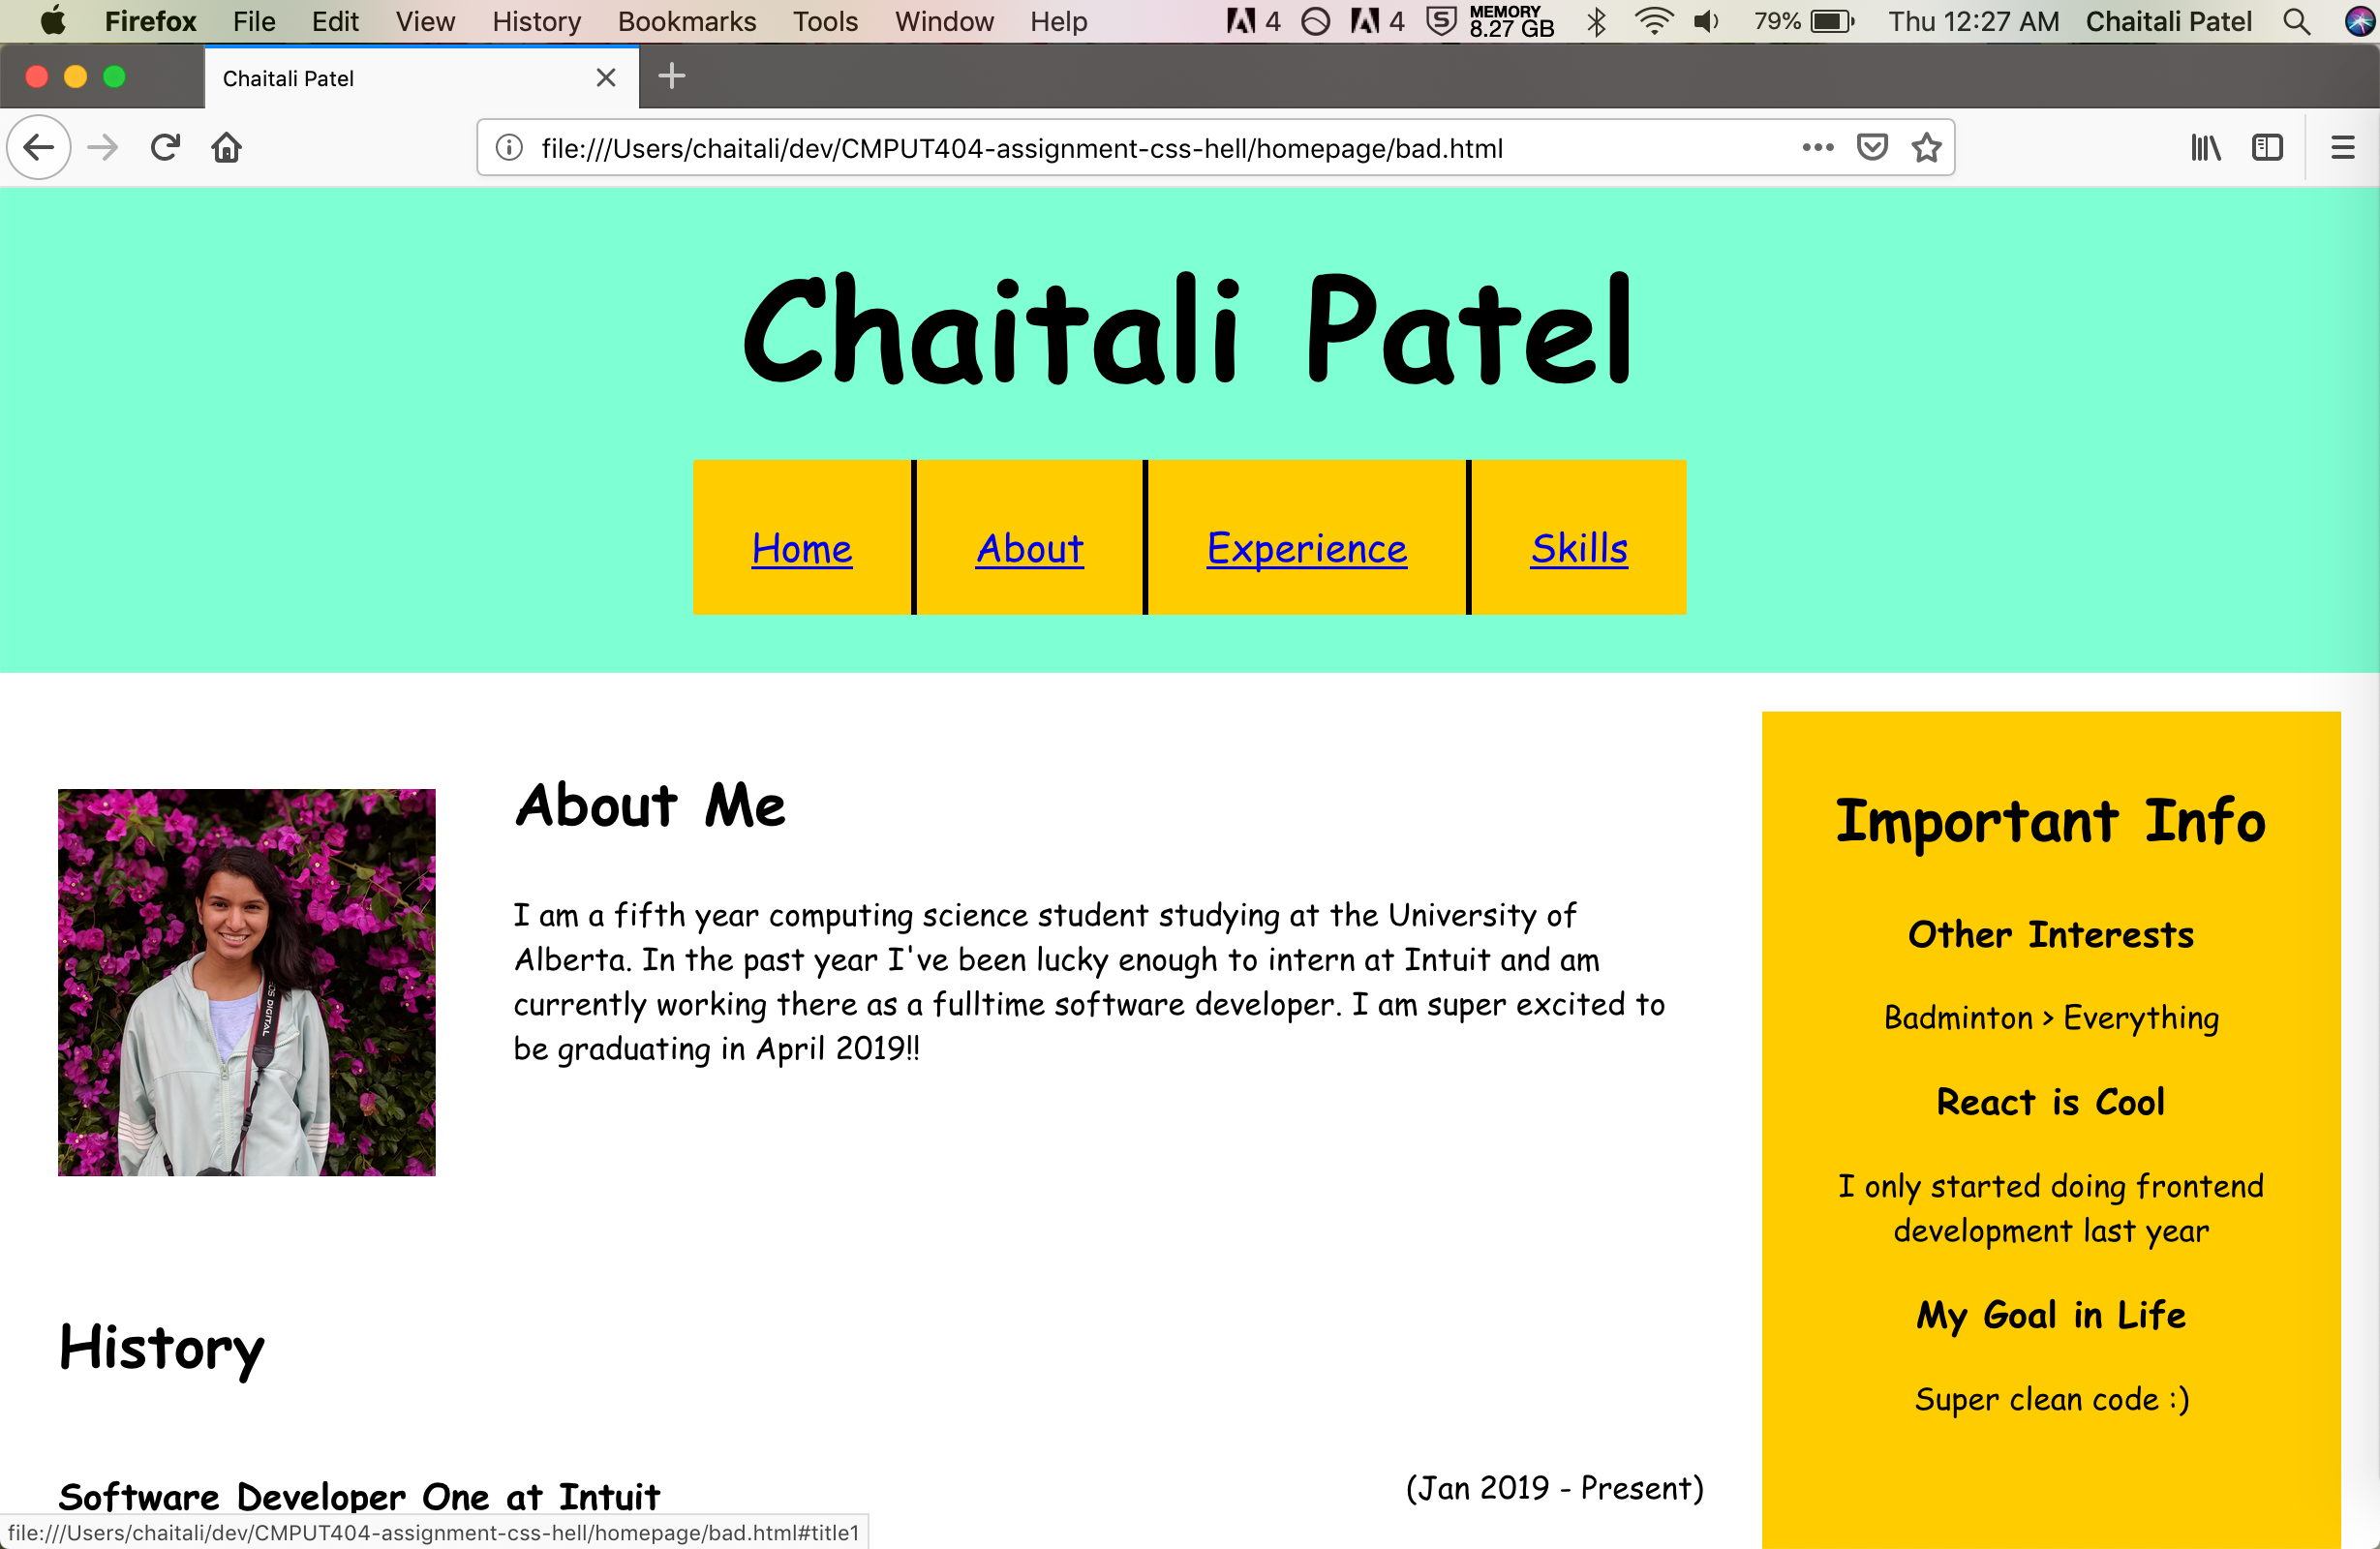 Firefox File Edit View History Bookmarks Tools Window Help 4 4 S MEMORY 8.27 GB 79% Thu 12:27 AM Chaitali Patel
Chaitali Patel
file:///Users/chaitali/dev/CMPUT404-assignment-css-hell/homepage/bad.html
Chaitali Patel
Home About Experience Skills
About Me
I am a fifth year computing science student studying at the University of
Alberta. In the past year I've been lucky enough to intern at Intuit and am
currently working there as a fulltime software developer. I am super excited to
be graduating in April 2019!!
DIGITAL
History
Software Developer One at Intuit
(Jan 2019 - Present)
Important Info
Other Interests
Badminton > Everything
React is Cool
I only started doing frontend
development last year
My Goal in Life
Super clean code :)
file:///Users/chaitali/dev/CMPUT404-assignment-css-hell/homepage/bad.html#title1